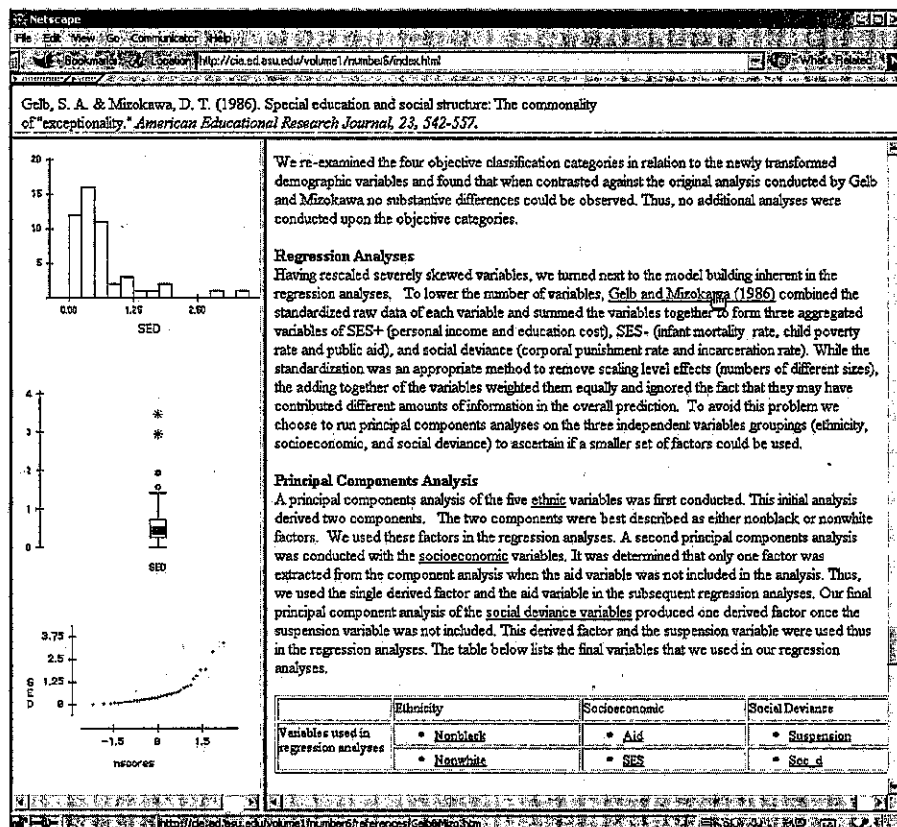 Netscape
File Edit View Go Communicator Help
Bookmarks Location: http://cie.ed.asu.edu/volume1/number6/index.html What's Related
Gelb, S. A. & Mizokawa, D. T. (1986). Special education and social structure: The commonality
of "exceptionality." American Educational Research Journal, 23, 542-557.
20
15
10
5
0.00 1.25 2.50
SED
4
3
2
1
0
SED
3.75
2.5
1.25
0
SED
-1.5 0 1.5
nscores
We re-examined the four objective classification categories in relation to the newly transformed
demographic variables and found that when contrasted against the original analysis conducted by Gelb
and Mizokawa no substantive differences could be observed. Thus, no additional analyses were
conducted upon the objective categories.
Regression Analyses
Having rescaled severely skewed variables, we turned next to the model building inherent in the
regression analyses. To lower the number of variables, Gelb and Mizokawa (1986) combined the
standardized raw data of each variable and summed the variables together to form three aggregated
variables of SES+ (personal income and education cost), SES- (infant mortality rate, child poverty
rate and public aid), and social deviance (corporal punishment rate and incarceration rate). While the
standardization was an appropriate method to remove scaling level effects (numbers of different sizes),
the adding together of the variables weighted them equally and ignored the fact that they may have
contributed different amounts of information in the overall prediction. To avoid this problem we
choose to run principal components analyses on the three independent variables groupings (ethnicity,
socioeconomic, and social deviance) to ascertain if a smaller set of factors could be used.
Principal Components Analysis
A principal components analysis of the five ethnic variables was first conducted. This initial analysis
derived two components. The two components were best described as either nonblack or nonwhite
factors. We used these factors in the regression analyses. A second principal components analysis
was conducted with the socioeconomic variables. It was determined that only one factor was
extracted from the component analysis when the aid variable was not included in the analysis. Thus,
we used the single derived factor and the aid variable in the subsequent regression analyses. Our final
principal component analysis of the social deviance variables produced one derived factor once the
suspension variable was not included. This derived factor and the suspension variable were used thus
in the regression analyses. The table below lists the final variables that we used in our regression
analyses.
Ethnicity Socioeconomic Social Deviance
Variables used in
regression analyses
• Nonblack • Aid • Suspension
• Nonwhite • SES • Soc_d